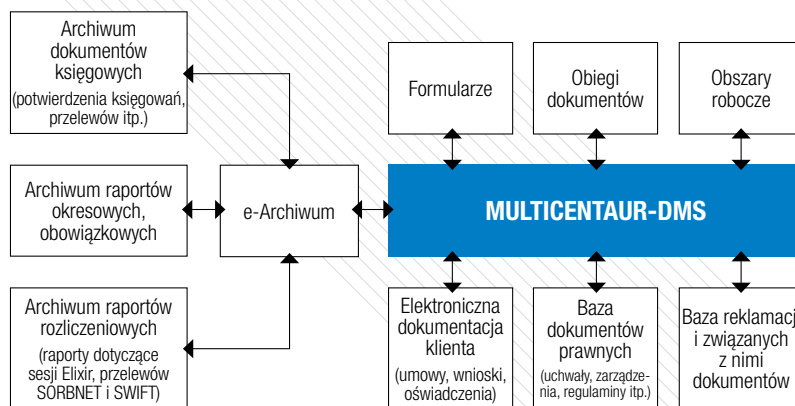 Archiwum
dokumentów
księgowych
(potwierdzenia księgowań,
przelewów itp.)
Formularze
Obiegi
dokumentów
Obszary
robocze
Archiwum raportów
okresowych,
obowiązkowych
e-Archiwum
MULTICENTAUR-DMS
Archiwum raportów
rozliczeniowych
(raporty dotyczące
sesji Elixir, przelewów
SORBNET i SWIFT)
Elektroniczna
dokumentacja
klienta
(umowy, wnioski,
oświadczenia)
Baza
dokumentów
prawnych
(uchwały, zarządze-
nia, regulaminy itp.)
Baza reklamacji
i związanych
z nimi
dokumentów